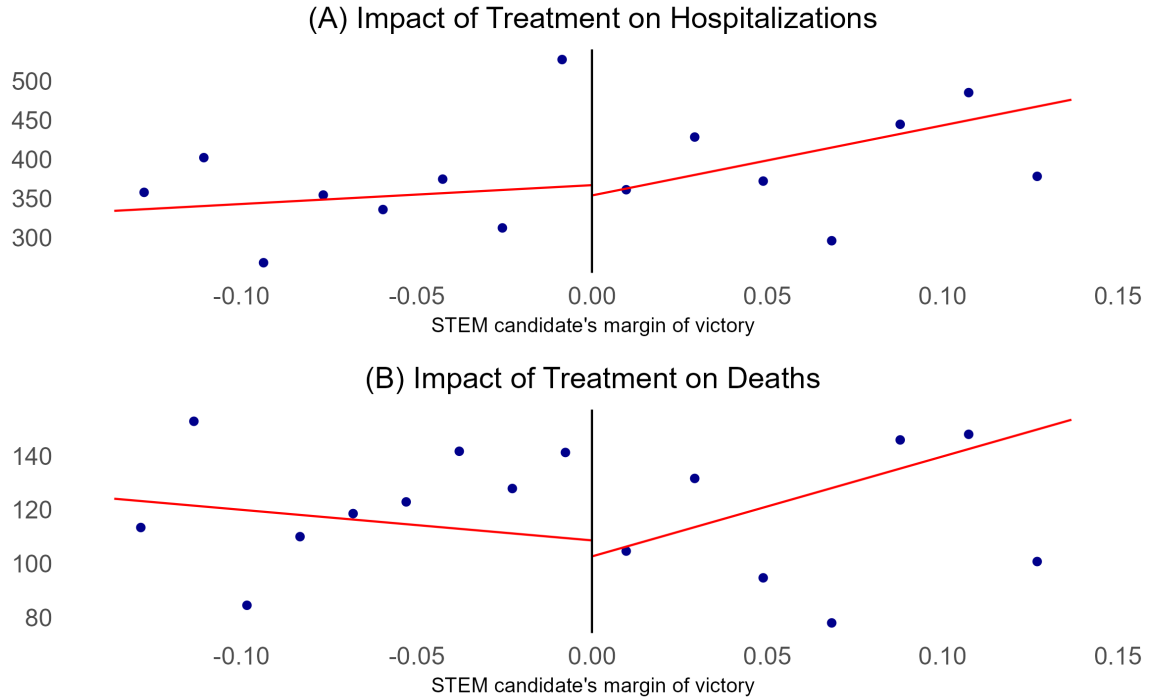 (A) Impact of Treatment on Hospitalizations
500
450
400
350
300
-0.10 -0.05 0.00 0.05 0.10 0.15
STEM candidate's margin of victory
(B) Impact of Treatment on Deaths
140
120
100
80
-0.10 -0.05 0.00 0.05 0.10 0.15
STEM candidate's margin of victory